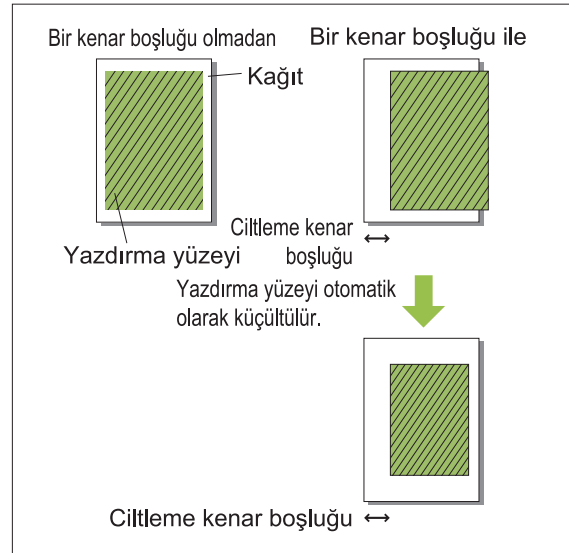 Bir kenar boşluğu olmadan
Bir kenar boşluğu ile
Kağıt
Yazdırma yüzeyi
Ciltleme kenar
boşluğu
Yazdırma yüzeyi otomatik
olarak küçültülür.
Ciltleme kenar boşluğu